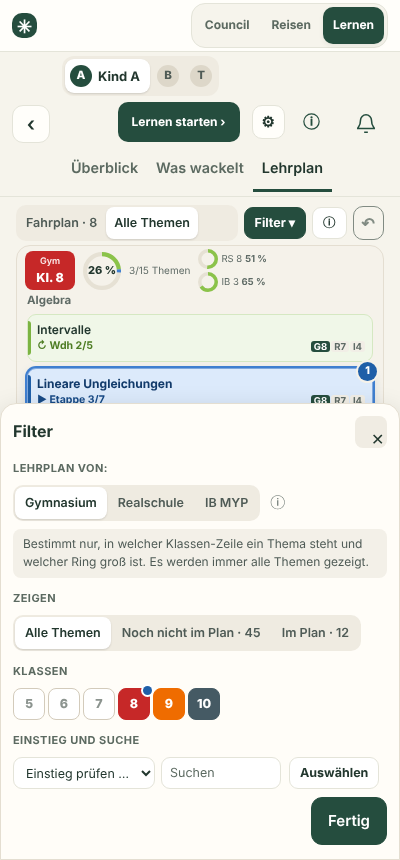 Council Reisen Lernen
A Kind A B T
‹ Lernen starten › ⚙ ⓘ
Überblick Was wackelt Lehrplan
Fahrplan · 8 Alle Themen Filter ▾ ⓘ ↶
Gym
Kl. 8
26 % 3/15 Themen
RS 8 51 %
IB 3 65 %
Algebra
Intervalle
↻ Wdh 2/5 G8 R7 I4
1
Lineare Ungleichungen
▶ Etappe 3/7 G8 R7 I4
Filter ✕
LEHRPLAN VON:
Gymnasium Realschule IB MYP ⓘ
Bestimmt nur, in welcher Klassen-Zeile ein Thema steht und
welcher Ring groß ist. Es werden immer alle Themen gezeigt.
ZEIGEN
Alle Themen Noch nicht im Plan · 45 Im Plan · 12
KLASSEN
5 6 7 8 9 10
EINSTIEG UND SUCHE
Einstieg prüfen ... Suchen Auswählen
Fertig